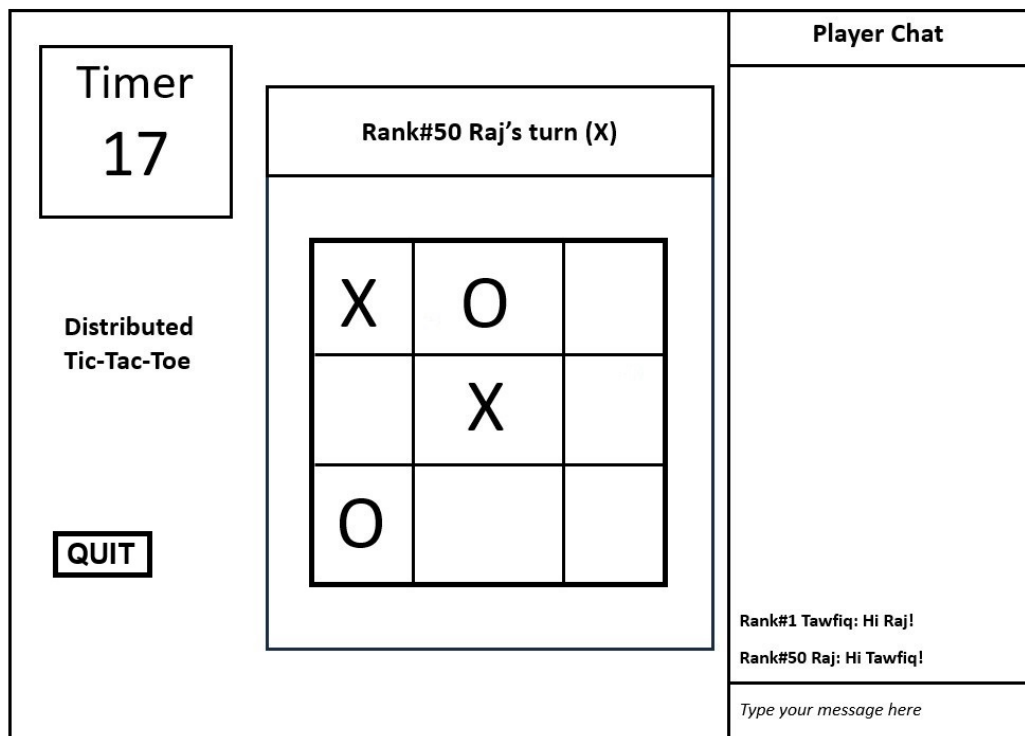 Timer
17
Distributed
Tic-Tac-Toe
QUIT
Rank#50 Raj’s turn (X)
X O
X
O
Player Chat
Rank#1 Tawfiq: Hi Raj!
Rank#50 Raj: Hi Tawfiq!
Type your message here